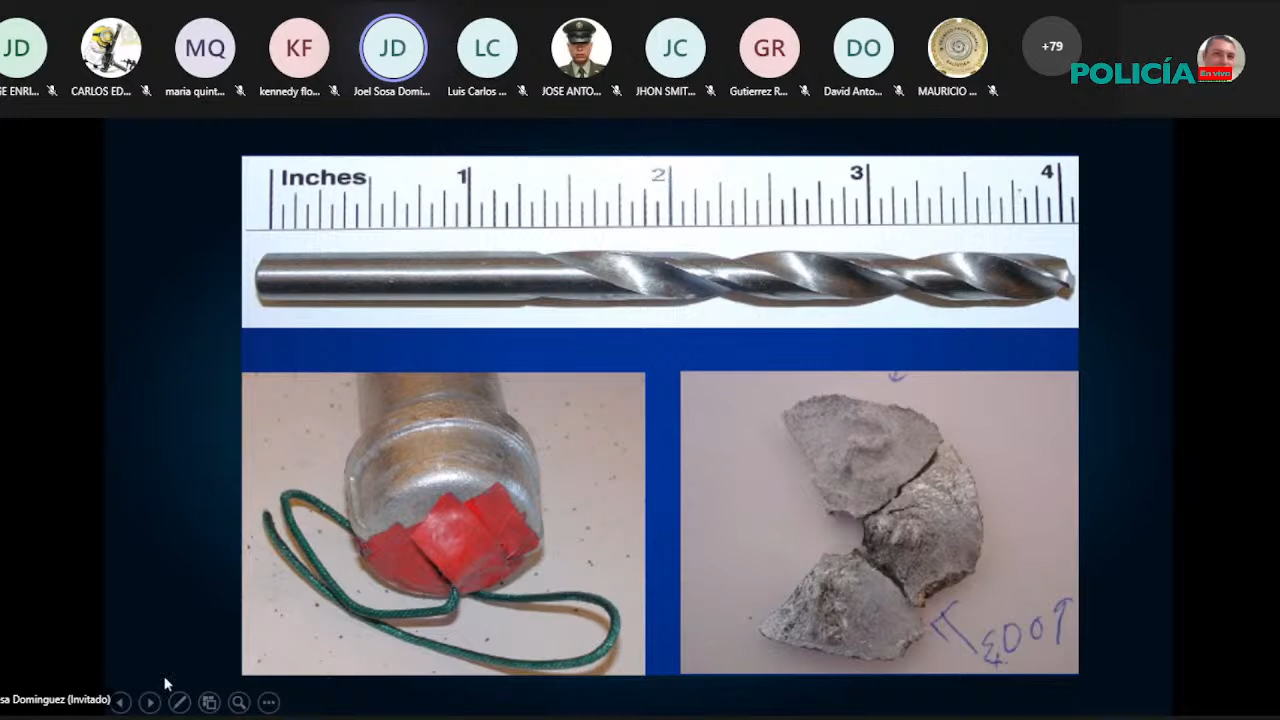 JD
MQ
KF
JD
LC
JC
GR
DO
+79
POLICÍA
En vivo
SE ENRI...
CARLOS ED...
maria quint...
kennedy flo...
Joel Sosa Domi...
Luis Carlos ...
JOSE ANTO...
JHON SMIT...
Gutierrez R...
David Anto...
MAURICIO ...
Inches 1 2 3 4
sa Dominguez (Invitado)